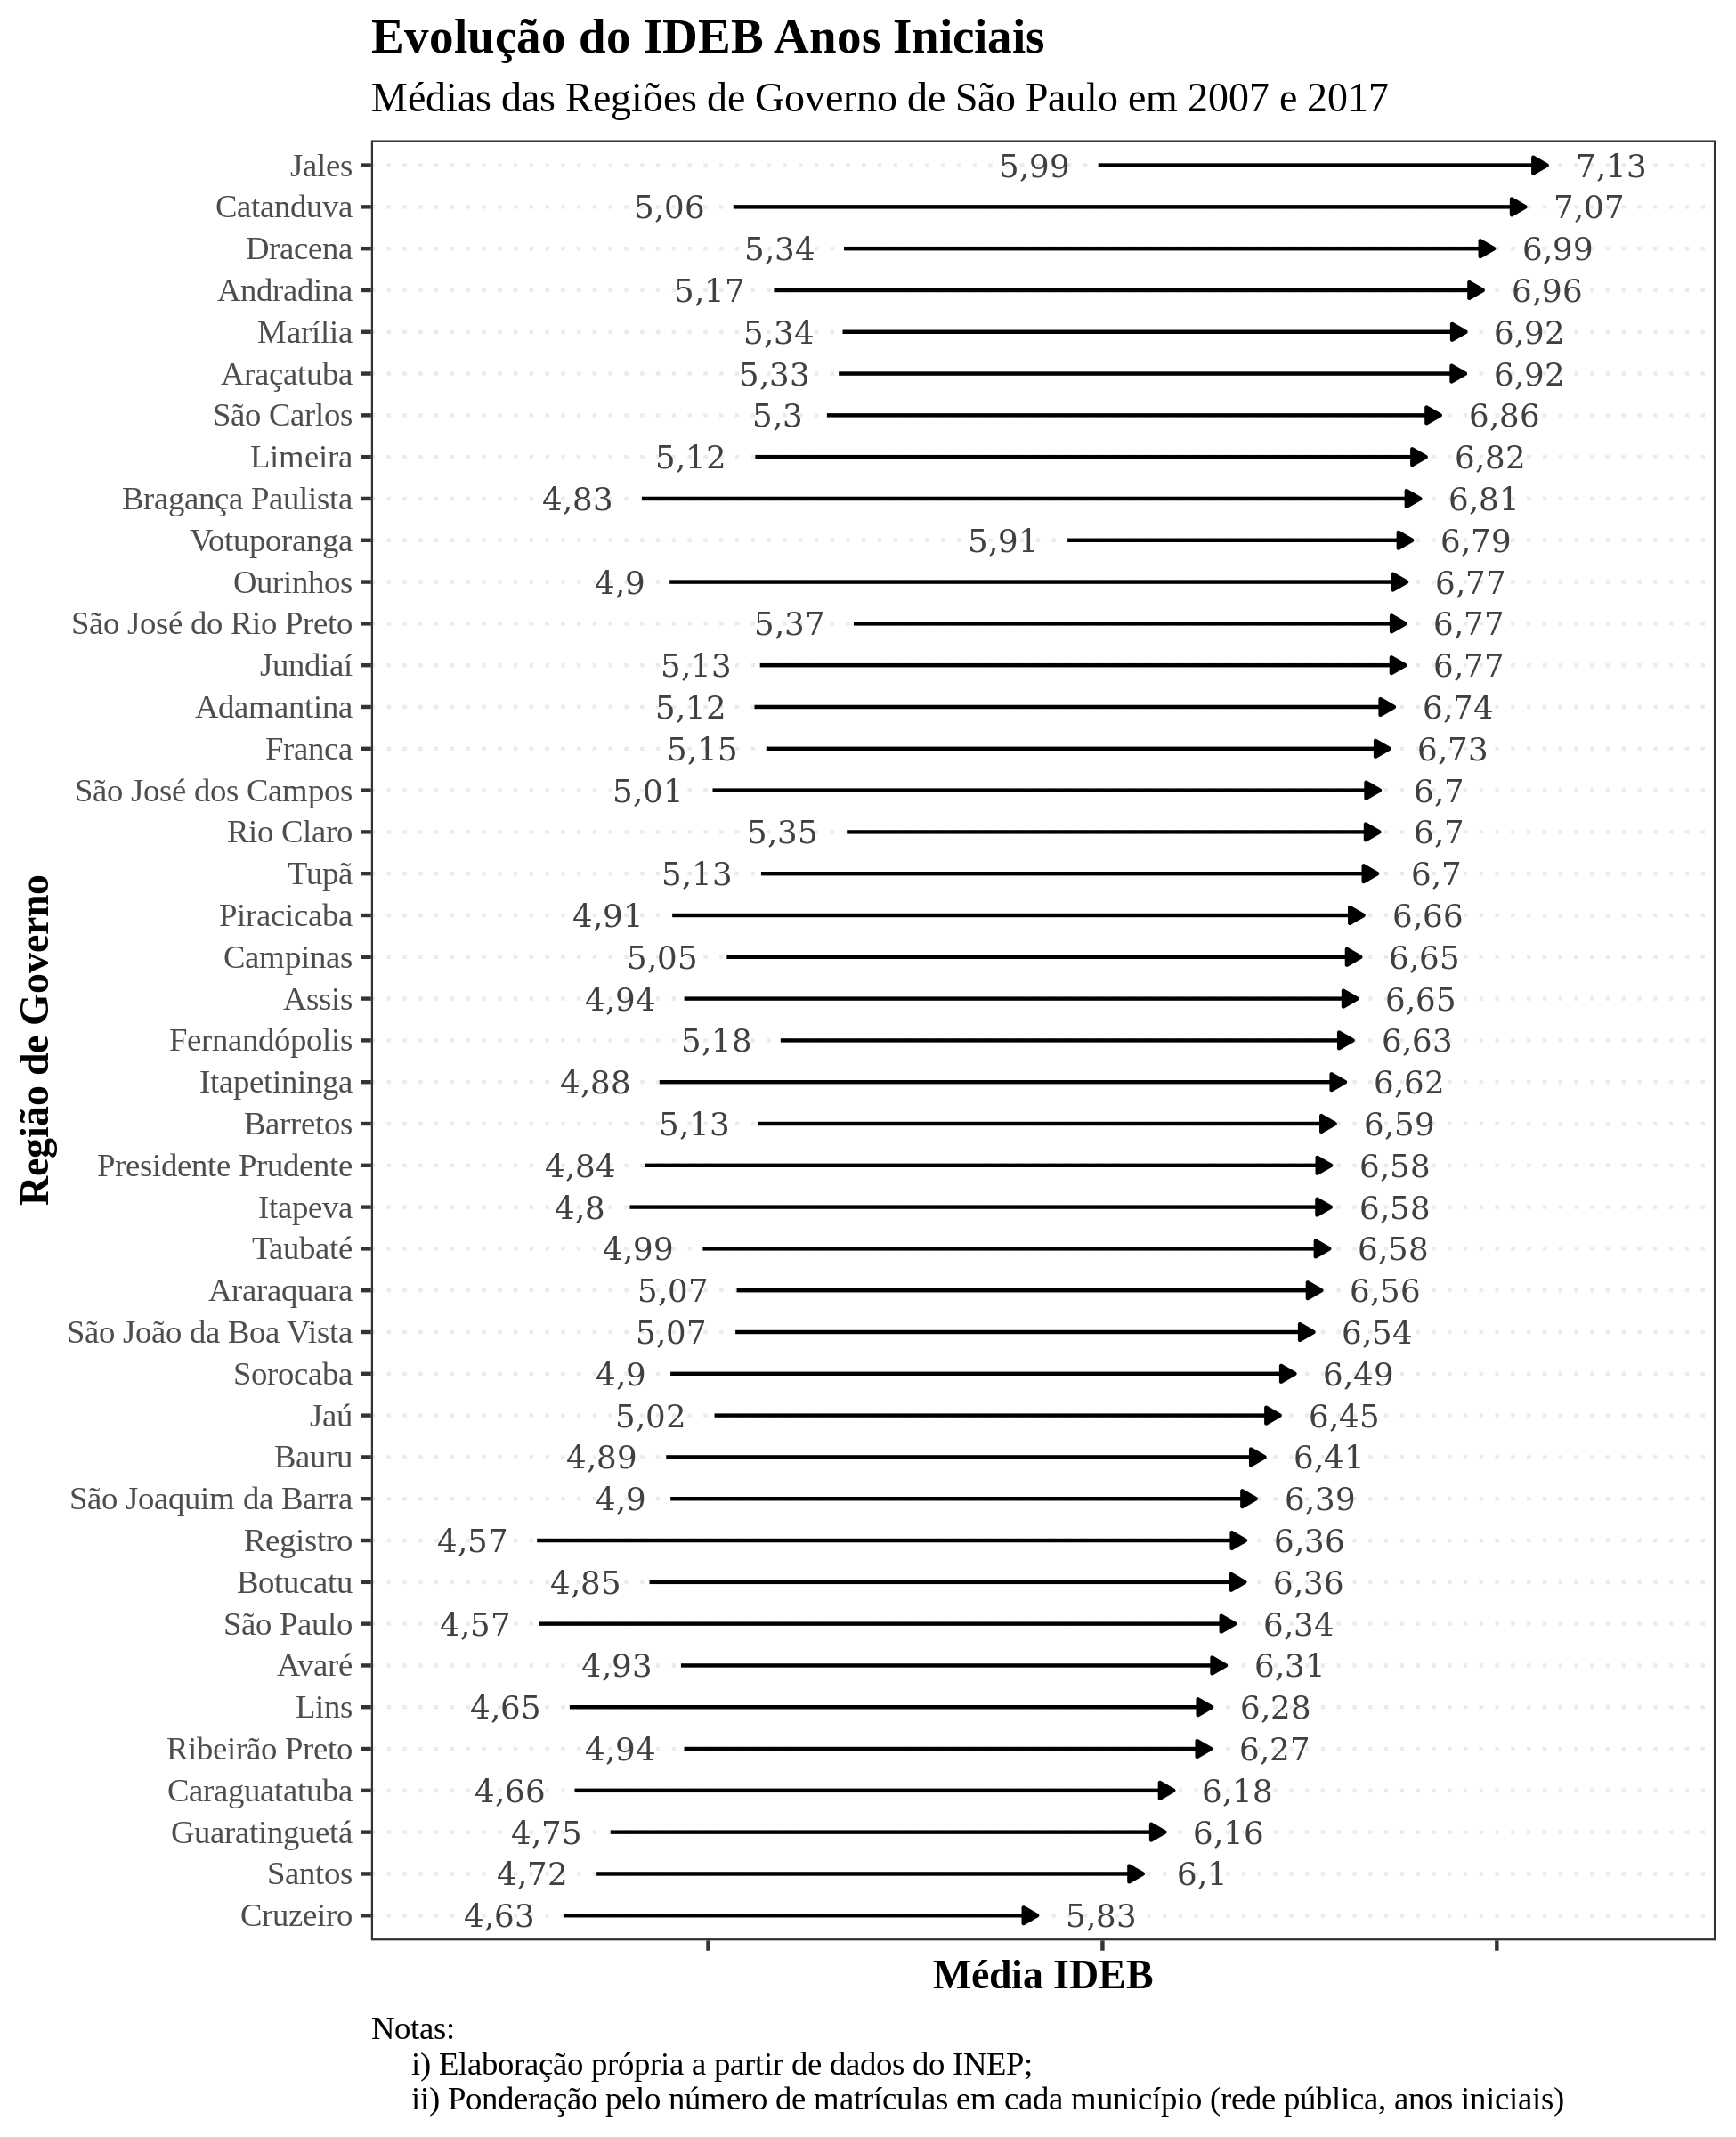 Evolução do IDEB Anos Iniciais
Médias das Regiões de Governo de São Paulo em 2007 e 2017
Jales 5,99 7,13
Catanduva 5,06 7,07
Dracena 5,34 6,99
Andradina 5,17 6,96
Marília 5,34 6,92
Araçatuba 5,33 6,92
São Carlos 5,3 6,86
Limeira 5,12 6,82
Bragança Paulista 4,83 6,81
Votuporanga 5,91 6,79
Ourinhos 4,9 6,77
São José do Rio Preto 5,37 6,77
Jundiaí 5,13 6,77
Adamantina 5,12 6,74
Franca 5,15 6,73
São José dos Campos 5,01 6,7
Rio Claro 5,35 6,7
Tupã 5,13 6,7
Piracicaba 4,91 6,66
Campinas 5,05 6,65
Assis 4,94 6,65
Fernandópolis 5,18 6,63
Itapetininga 4,88 6,62
Barretos 5,13 6,59
Presidente Prudente 4,84 6,58
Itapeva 4,8 6,58
Taubaté 4,99 6,58
Araraquara 5,07 6,56
São João da Boa Vista 5,07 6,54
Sorocaba 4,9 6,49
Jaú 5,02 6,45
Bauru 4,89 6,41
São Joaquim da Barra 4,9 6,39
Registro 4,57 6,36
Botucatu 4,85 6,36
São Paulo 4,57 6,34
Avaré 4,93 6,31
Lins 4,65 6,28
Ribeirão Preto 4,94 6,27
Caraguatatuba 4,66 6,18
Guaratinguetá 4,75 6,16
Santos 4,72 6,1
Cruzeiro 4,63 5,83
Região de Governo
Média IDEB
Notas:
i) Elaboração própria a partir de dados do INEP;
ii) Ponderação pelo número de matrículas em cada município (rede pública, anos iniciais)